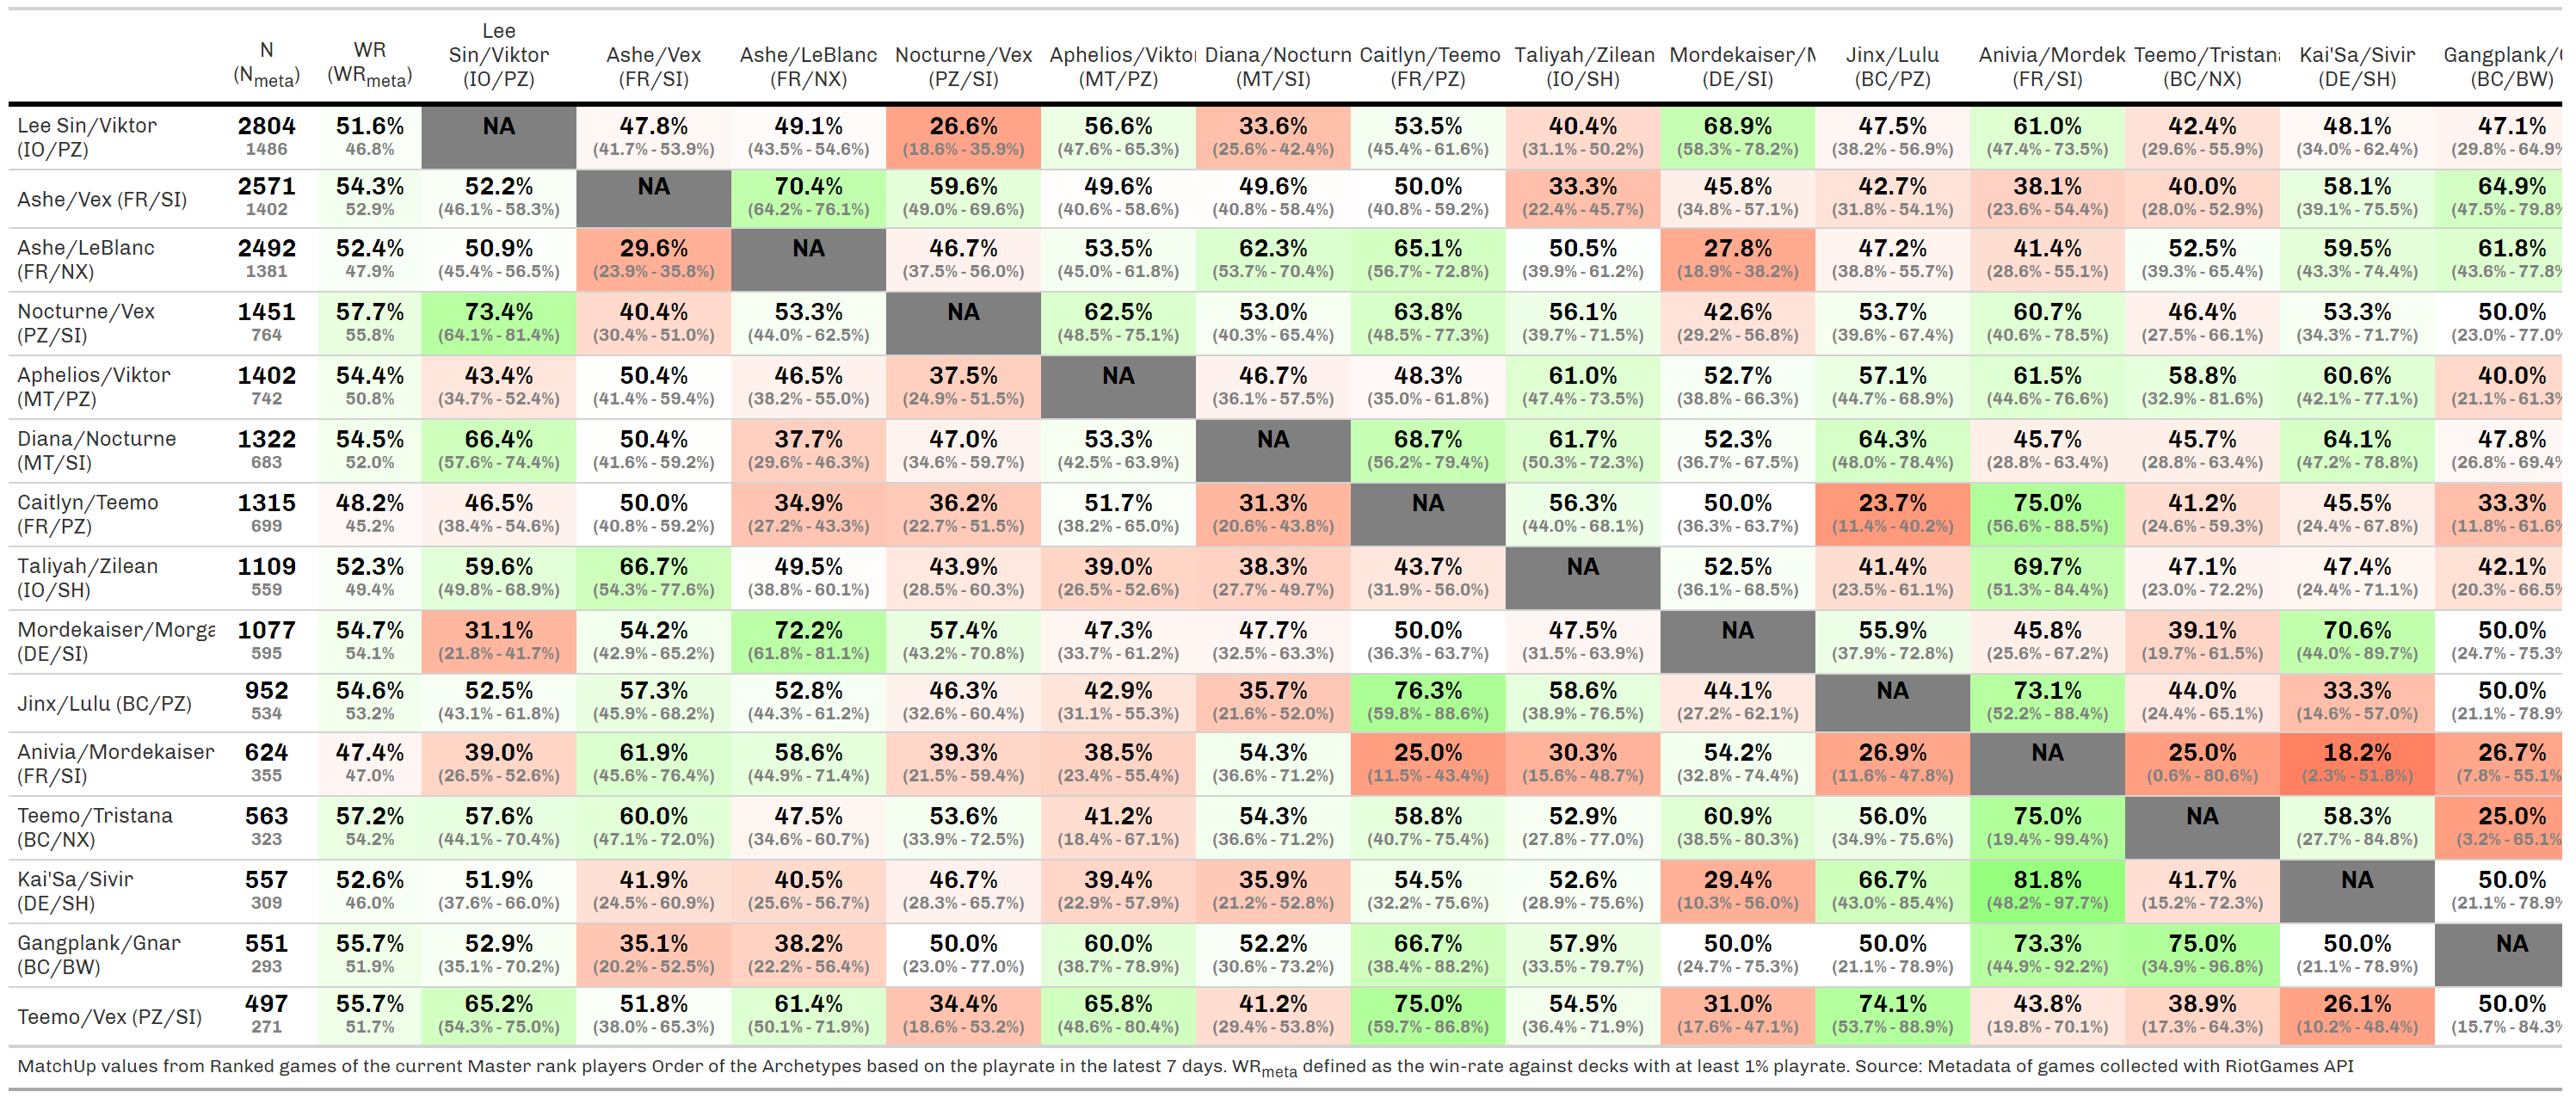 Lee
N WR Sin/Viktor Ashe/Vex Ashe/LeBlanc Nocturne/Vex Aphelios/Viktor Diana/Nocturn Caitlyn/Teemo Taliyah/Zilean Mordekaiser/M Jinx/Lulu Anivia/Mordek Teemo/Tristana Kai'Sa/Sivir Gangplank/G
(Nmeta) (WRmeta) (IO/PZ) (FR/SI) (FR/NX) (PZ/SI) (MT/PZ) (MT/SI) (FR/PZ) (IO/SH) (DE/SI) (BC/PZ) (FR/SI) (BC/NX) (DE/SH) (BC/BW)
Lee Sin/Viktor 2804 51.6% NA 47.8% 49.1% 26.6% 56.6% 33.6% 53.5% 40.4% 68.9% 47.5% 61.0% 42.4% 48.1% 47.1%
(IO/PZ) 1486 46.8% (41.7% - 53.9%) (43.5% - 54.6%) (18.6% - 35.9%) (47.6% - 65.3%) (25.6% - 42.4%) (45.4% - 61.6%) (31.1% - 50.2%) (58.3% - 78.2%) (38.2% - 56.9%) (47.4% - 73.5%) (29.6% - 55.9%) (34.0% - 62.4%) (29.8% - 64.9%
Ashe/Vex (FR/SI) 2571 54.3% 52.2% NA 70.4% 59.6% 49.6% 49.6% 50.0% 33.3% 45.8% 42.7% 38.1% 40.0% 58.1% 64.9%
1402 52.9% (46.1% - 58.3%) (64.2% - 76.1%) (49.0% - 69.6%) (40.6% - 58.6%) (40.8% - 58.4%) (40.8% - 59.2%) (22.4% - 45.7%) (34.8% - 57.1%) (31.8% - 54.1%) (23.6% - 54.4%) (28.0% - 52.9%) (39.1% - 75.5%) (47.5% - 79.8%
Ashe/LeBlanc 2492 52.4% 50.9% 29.6% NA 46.7% 53.5% 62.3% 65.1% 50.5% 27.8% 47.2% 41.4% 52.5% 59.5% 61.8%
(FR/NX) 1381 47.9% (45.4% - 56.5%) (23.9% - 35.8%) (37.5% - 56.0%) (45.0% - 61.8%) (53.7% - 70.4%) (56.7% - 72.8%) (39.9% - 61.2%) (18.9% - 38.2%) (38.8% - 55.7%) (28.6% - 55.1%) (39.3% - 65.4%) (43.3% - 74.4%) (43.6% - 77.8%
Nocturne/Vex 1451 57.7% 73.4% 40.4% 53.3% NA 62.5% 53.0% 63.8% 56.1% 42.6% 53.7% 60.7% 46.4% 53.3% 50.0%
(PZ/SI) 764 55.8% (64.1% - 81.4%) (30.4% - 51.0%) (44.0% - 62.5%) (48.5% - 75.1%) (40.3% - 65.4%) (48.5% - 77.3%) (39.7% - 71.5%) (29.2% - 56.8%) (39.6% - 67.4%) (40.6% - 78.5%) (27.5% - 66.1%) (34.3% - 71.7%) (23.0% - 77.0%
Aphelios/Viktor 1402 54.4% 43.4% 50.4% 46.5% 37.5% NA 46.7% 48.3% 61.0% 52.7% 57.1% 61.5% 58.8% 60.6% 40.0%
(MT/PZ) 742 50.8% (34.7% - 52.4%) (41.4% - 59.4%) (38.2% - 55.0%) (24.9% - 51.5%) (36.1% - 57.5%) (35.0% - 61.8%) (47.4% - 73.5%) (38.8% - 66.3%) (44.7% - 68.9%) (44.6% - 76.6%) (32.9% - 81.6%) (42.1% - 77.1%) (21.1% - 61.3%
Diana/Nocturne 1322 54.5% 66.4% 50.4% 37.7% 47.0% 53.3% NA 68.7% 61.7% 52.3% 64.3% 45.7% 45.7% 64.1% 47.8%
(MT/SI) 683 52.0% (57.6% - 74.4%) (41.6% - 59.2%) (29.6% - 46.3%) (34.6% - 59.7%) (42.5% - 63.9%) (56.2% - 79.4%) (50.3% - 72.3%) (36.7% - 67.5%) (48.0% - 78.4%) (28.8% - 63.4%) (28.8% - 63.4%) (47.2% - 78.8%) (26.8% - 69.4%
Caitlyn/Teemo 1315 48.2% 46.5% 50.0% 34.9% 36.2% 51.7% 31.3% NA 56.3% 50.0% 23.7% 75.0% 41.2% 45.5% 33.3%
(FR/PZ) 699 45.2% (38.4% - 54.6%) (40.8% - 59.2%) (27.2% - 43.3%) (22.7% - 51.5%) (38.2% - 65.0%) (20.6% - 43.8%) (44.0% - 68.1%) (36.3% - 63.7%) (11.4% - 40.2%) (56.6% - 88.5%) (24.6% - 59.3%) (24.4% - 67.8%) (11.8% - 61.6%
Taliyah/Zilean 1109 52.3% 59.6% 66.7% 49.5% 43.9% 39.0% 38.3% 43.7% NA 52.5% 41.4% 69.7% 47.1% 47.4% 42.1%
(IO/SH) 559 49.4% (49.8% - 68.9%) (54.3% - 77.6%) (38.8% - 60.1%) (28.5% - 60.3%) (26.5% - 52.6%) (27.7% - 49.7%) (31.9% - 56.0%) (36.1% - 68.5%) (23.5% - 61.1%) (51.3% - 84.4%) (23.0% - 72.2%) (24.4% - 71.1%) (20.3% - 66.5%
Mordekaiser/Morga 1077 54.7% 31.1% 54.2% 72.2% 57.4% 47.3% 47.7% 50.0% 47.5% NA 55.9% 45.8% 39.1% 70.6% 50.0%
(DE/SI) 595 54.1% (21.8% - 41.7%) (42.9% - 65.2%) (61.8% - 81.1%) (43.2% - 70.8%) (33.7% - 61.2%) (32.5% - 63.3%) (36.3% - 63.7%) (31.5% - 63.9%) (37.9% - 72.8%) (25.6% - 67.2%) (19.7% - 61.5%) (44.0% - 89.7%) (24.7% - 75.3%
Jinx/Lulu (BC/PZ) 952 54.6% 52.5% 57.3% 52.8% 46.3% 42.9% 35.7% 76.3% 58.6% 44.1% NA 73.1% 44.0% 33.3% 50.0%
534 53.2% (43.1% - 61.8%) (45.9% - 68.2%) (44.3% - 61.2%) (32.6% - 60.4%) (31.1% - 55.3%) (21.6% - 52.0%) (59.8% - 88.6%) (38.9% - 76.5%) (27.2% - 62.1%) (52.2% - 88.4%) (24.4% - 65.1%) (14.6% - 57.0%) (21.1% - 78.9%
Anivia/Mordekaiser 624 47.4% 39.0% 61.9% 58.6% 39.3% 38.5% 54.3% 25.0% 30.3% 54.2% 26.9% NA 25.0% 18.2% 26.7%
(FR/SI) 355 47.0% (26.5% - 52.6%) (45.6% - 76.4%) (44.9% - 71.4%) (21.5% - 59.4%) (23.4% - 55.4%) (36.6% - 71.2%) (11.5% - 43.4%) (15.6% - 48.7%) (32.8% - 74.4%) (11.6% - 47.8%) (0.6% - 80.6%) (2.3% - 51.8%) (7.8% - 55.1%
Teemo/Tristana 563 57.2% 57.6% 60.0% 47.5% 53.6% 41.2% 54.3% 58.8% 52.9% 60.9% 56.0% 75.0% NA 58.3% 25.0%
(BC/NX) 323 54.2% (44.1% - 70.4%) (47.1% - 72.0%) (34.6% - 60.7%) (33.9% - 72.5%) (18.4% - 67.1%) (36.6% - 71.2%) (40.7% - 75.4%) (27.8% - 77.0%) (38.5% - 80.3%) (34.9% - 75.6%) (19.4% - 99.4%) (27.7% - 84.8%) (3.2% - 65.1%
Kai'Sa/Sivir 557 52.6% 51.9% 41.9% 40.5% 46.7% 39.4% 35.9% 54.5% 52.6% 29.4% 66.7% 81.8% 41.7% NA 50.0%
(DE/SH) 309 46.0% (37.6% - 66.0%) (24.5% - 60.9%) (25.6% - 56.7%) (28.3% - 65.7%) (22.9% - 57.9%) (21.2% - 52.8%) (32.2% - 75.6%) (28.9% - 75.6%) (10.3% - 56.0%) (43.0% - 85.4%) (48.2% - 97.7%) (15.2% - 72.3%) (21.1% - 78.9%
Gangplank/Gnar 551 55.7% 52.9% 35.1% 38.2% 50.0% 60.0% 52.2% 66.7% 57.9% 50.0% 50.0% 73.3% 75.0% 50.0% NA
(BC/BW) 293 51.9% (35.1% - 70.2%) (20.2% - 52.5%) (22.2% - 56.4%) (23.0% - 77.0%) (38.7% - 78.9%) (30.6% - 73.2%) (38.4% - 88.2%) (33.5% - 79.7%) (24.7% - 75.3%) (21.1% - 78.9%) (44.9% - 92.2%) (34.9% - 96.8%) (21.1% - 78.9%)
Teemo/Vex (PZ/SI) 497 55.7% 65.2% 51.8% 61.4% 34.4% 65.8% 41.2% 75.0% 54.5% 31.0% 74.1% 43.8% 38.9% 26.1% 50.0%
271 51.7% (54.3% - 75.0%) (38.0% - 65.3%) (50.1% - 71.9%) (18.6% - 53.2%) (48.6% - 80.4%) (29.4% - 53.8%) (59.7% - 86.8%) (36.4% - 71.9%) (17.6% - 47.1%) (53.7% - 88.9%) (19.8% - 70.1%) (17.3% - 64.3%) (10.2% - 48.4%) (15.7% - 84.3%
MatchUp values from Ranked games of the current Master rank players Order of the Archetypes based on the playrate in the latest 7 days. WRmeta defined as the win-rate against decks with at least 1% playrate. Source: Metadata of games collected with RiotGames API